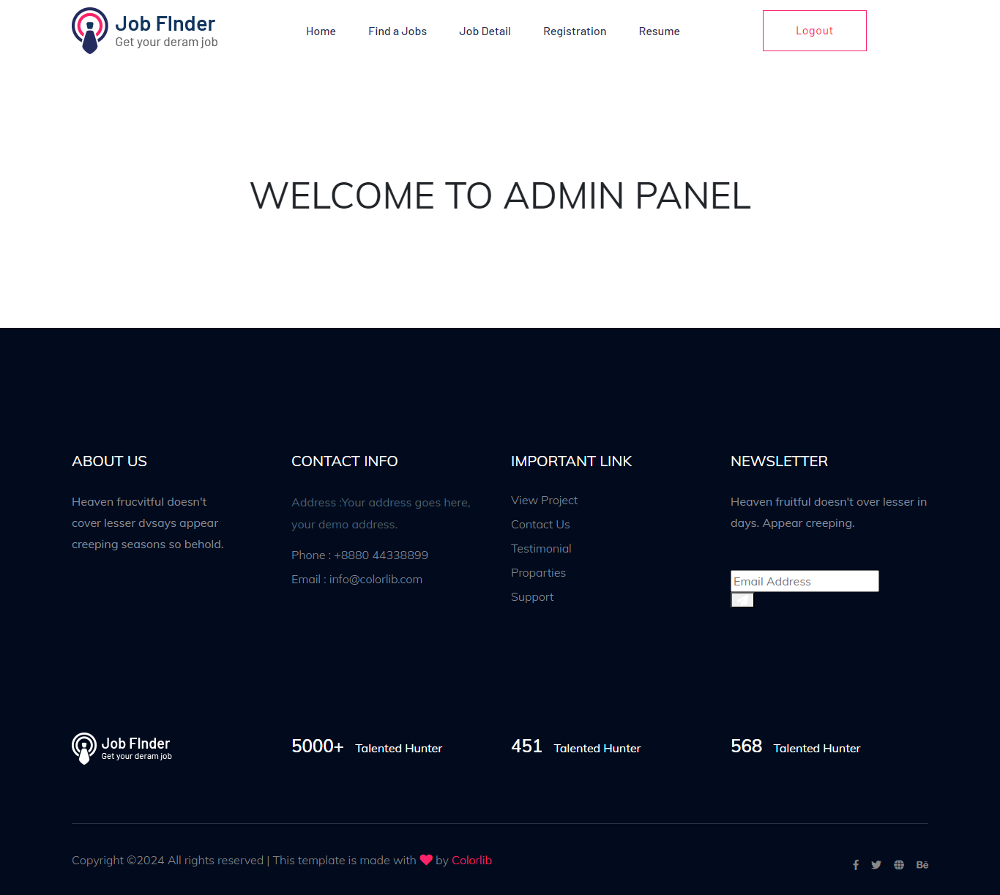 Job FInder
Get your deram job
Home Find a Jobs Job Detail Registration Resume Logout
WELCOME TO ADMIN PANEL
ABOUT US
Heaven frucvitful doesn't
cover lesser dvsays appear
creeping seasons so behold.
CONTACT INFO
Address :Your address goes here,
your demo address.
Phone : +8880 44338899
Email : info@colorlib.com
IMPORTANT LINK
View Project
Contact Us
Testimonial
Proparties
Support
NEWSLETTER
Heaven fruitful doesn't over lesser in
days. Appear creeping.
Email Address
Job FInder
Get your deram job
5000+ Talented Hunter
451 Talented Hunter
568 Talented Hunter
Copyright ©2024 All rights reserved | This template is made with ♥ by Colorlib
Bē